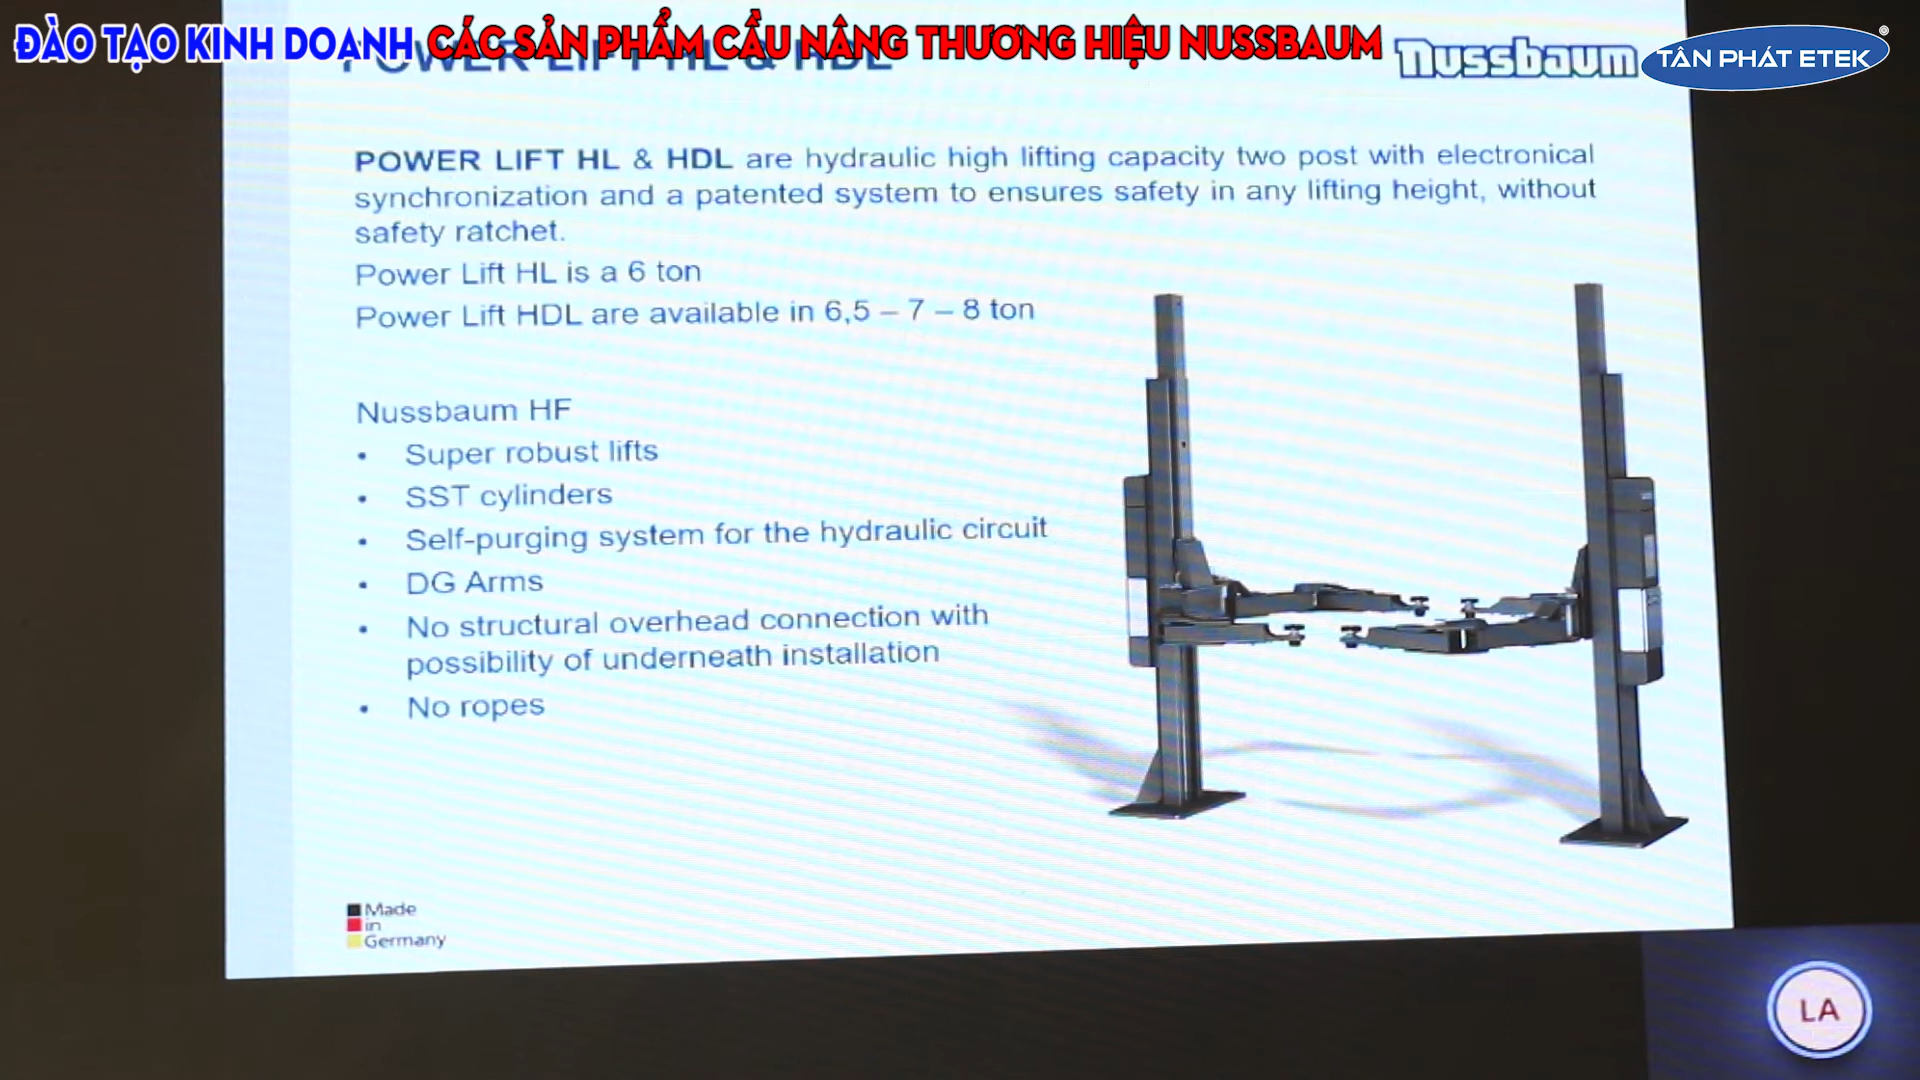 ĐÀO TẠO KINH DOANH CÁC SẢN PHẨM CẦU NÂNG THƯƠNG HIỆU NUSSBAUM
Nussbaum
TÂN PHÁT ETEK
®
POWER LIFT HL & HDL
POWER LIFT HL & HDL are hydraulic high lifting capacity two post with electronical
synchronization and a patented system to ensures safety in any lifting height, without
safety ratchet.
Power Lift HL is a 6 ton
Power Lift HDL are available in 6,5 – 7 – 8 ton
Nussbaum HF
• Super robust lifts
• SST cylinders
• Self-purging system for the hydraulic circuit
• DG Arms
• No structural overhead connection with
possibility of underneath installation
• No ropes
Made
in
Germany
LA